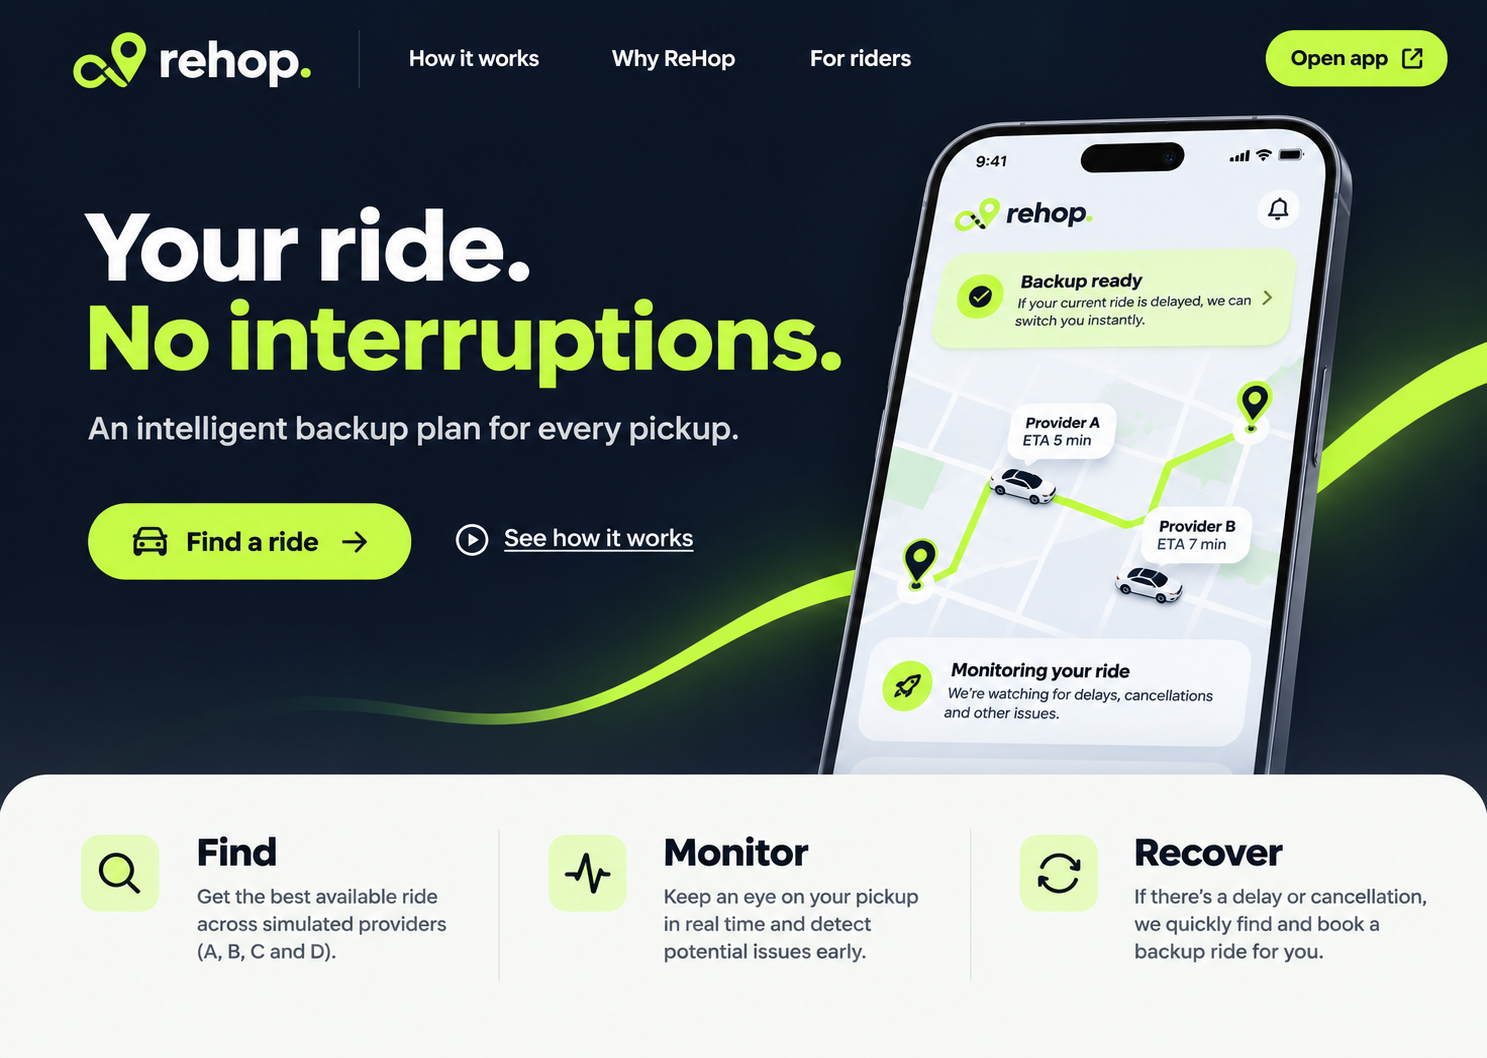 rehop.
How it works
Why ReHop
For riders
Open app
Your ride.
No interruptions.
An intelligent backup plan for every pickup.
Find a ride
See how it works
9:41
rehop.
Backup ready
If your current ride is delayed, we can
switch you instantly.
Provider A
ETA 5 min
Provider B
ETA 7 min
Monitoring your ride
We're watching for delays, cancellations
and other issues.
Find
Get the best available ride
across simulated providers
(A, B, C and D).
Monitor
Keep an eye on your pickup
in real time and detect
potential issues early.
Recover
If there's a delay or cancellation,
we quickly find and book a
backup ride for you.